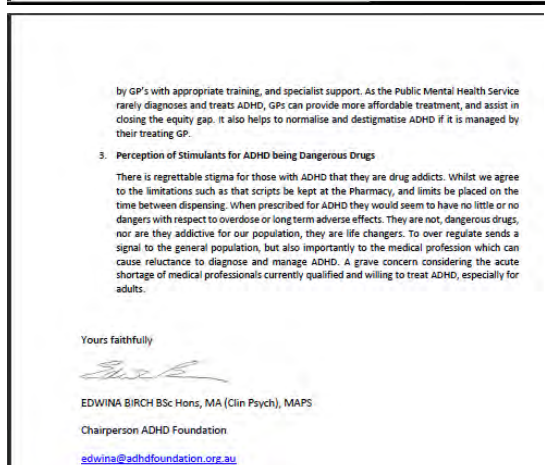 by GP's with appropriate training, and specialist support. As the Public Mental Health Service
rarely diagnoses and treats ADHD, GPs can provide more affordable treatment, and assist in
closing the equity gap. It also helps to normalise and destigmatise ADHD if it is managed by
their treating GP.
3. Perception of Stimulants for ADHD being Dangerous Drugs
There is regrettable stigma for those with ADHD that they are drug addicts. Whilst we agree
to the limitations such as that scripts be kept at the Pharmacy, and limits be placed on the
time between dispensing. When prescribed for ADHD they would seem to have no little or no
dangers with respect to overdose or long term adverse effects. They are not, dangerous drugs,
nor are they addictive for our population, they are life changers. To over regulate sends a
signal to the general population, but also importantly to the medical profession which can
cause reluctance to diagnose and manage ADHD. A grave concern considering the acute
shortage of medical professionals currently qualified and willing to treat ADHD, especially for
adults.
Yours faithfully
EDWINA BIRCH BSc Hons, MA (Clin Psych), MAPS
Chairperson ADHD Foundation
edwina@adhdfoundation.org.au